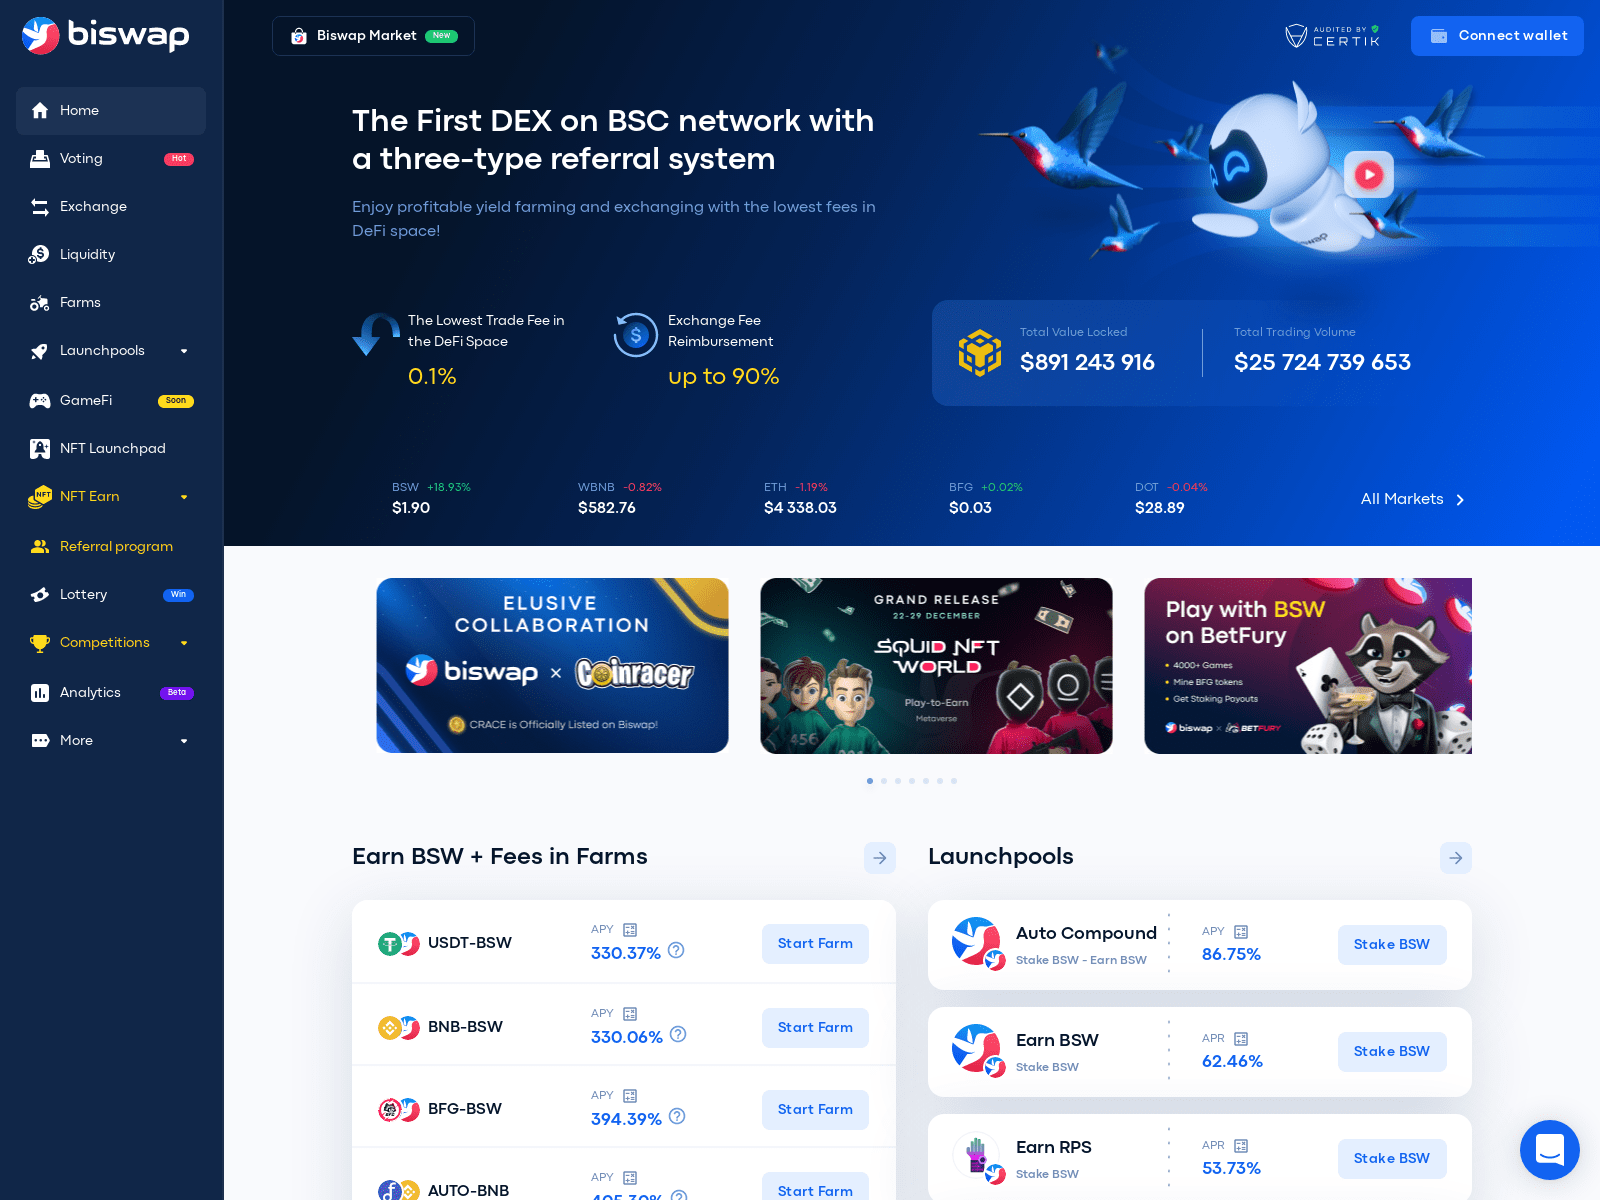 biswap
Home
Voting
Hot
Exchange
Liquidity
Farms
Launchpools
GameFi
Soon
NFT Launchpad
NFT
NFT Earn
Referral program
Lottery
Win
Competitions
Analytics
Beta
More
Biswap Market
New
AUDITED BY
CERTIK
Connect wallet
The First DEX on BSC network with
a three-type referral system
Enjoy profitable yield farming and exchanging with the lowest fees in
DeFi space!
biswap
The Lowest Trade Fee in
the DeFi Space
0.1%
Exchange Fee
Reimbursement
up to 90%
Total Value Locked
$891 243 916
Total Trading Volume
$25 724 739 653
BSW +18.93%
$1.90
WBNB -0.82%
$582.76
ETH -1.19%
$4 338.03
BFG +0.02%
$0.03
DOT -0.04%
$28.89
All Markets
ELUSIVE
COLLABORATION
biswap × Coinracer
CRACE is Officially Listed on Biswap!
GRAND RELEASE
22-29 DECEMBER
SQUID NFT
WORLD
Play-to-Earn
Metaverse
456
Play with BSW
on BetFury
4000+ Games
Mine BFG tokens
Get Staking Payouts
biswap × BETFURY
Earn BSW + Fees in Farms
USDT-BSW
APY
330.37%
Start Farm
BNB-BSW
APY
330.06%
Start Farm
BFG-BSW
APY
394.39%
Start Farm
AUTO-BNB
APY
405.30%
Start Farm
Launchpools
Auto Compound
Stake BSW - Earn BSW
APY
86.75%
Stake BSW
Earn BSW
Stake BSW
APR
62.46%
Stake BSW
Earn RPS
Stake BSW
APR
53.73%
Stake BSW